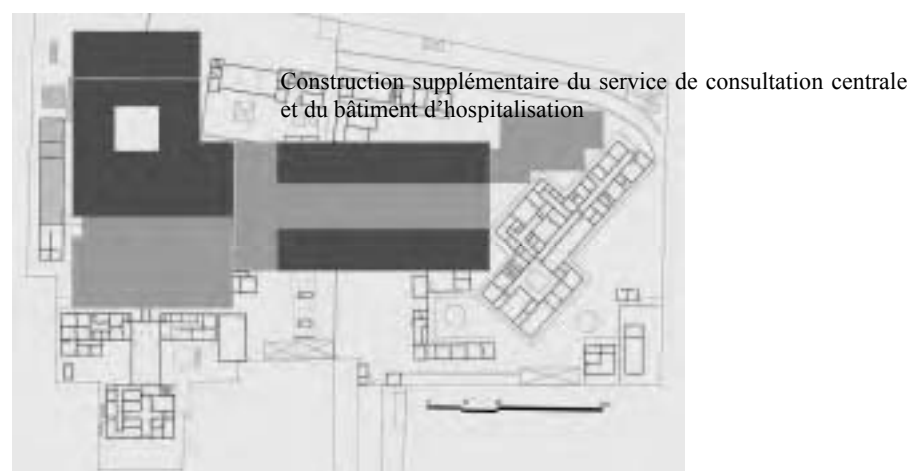 Construction supplémentaire du service de consultation centrale
et du bâtiment d’hospitalisation